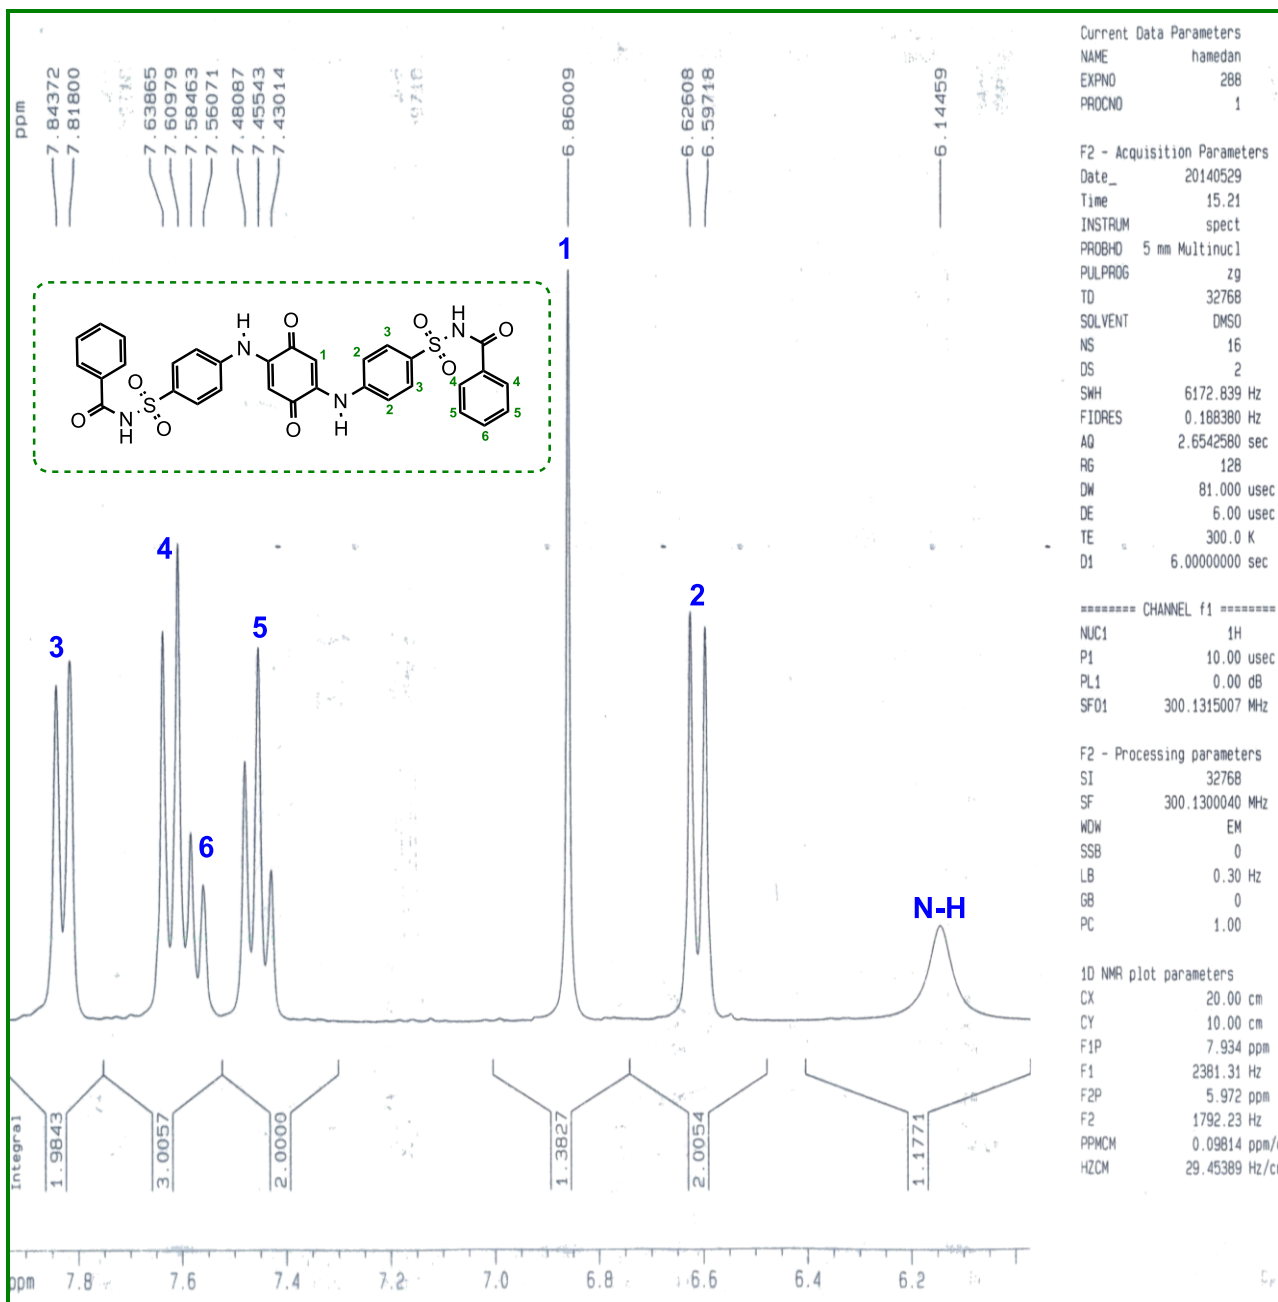 ppm
7.84372
7.81800
7.63865
7.60979
7.58463
7.56071
7.48087
7.45543
7.43014
6.86009
6.62608
6.59718
6.14459
1
H
N
O
O
S
O
N
H
O
O
N
H
O
S
O
H
N
O
1
2
2
3
3
4
4
5
5
6
4
3
5
6
2
N-H
Integral
1.9843
3.0057
2.0000
1.3827
2.0054
1.1771
ppm 7.8 7.6 7.4 7.2 7.0 6.8 6.6 6.4 6.2
Current Data Parameters
NAME hamedan
EXPNO 288
PROCNO 1
F2 - Acquisition Parameters
Date_ 20140529
Time 15.21
INSTRUM spect
PROBHD 5 mm Multinucl
PULPROG zg
TD 32768
SOLVENT DMSO
NS 16
DS 2
SWH 6172.839 Hz
FIDRES 0.188380 Hz
AQ 2.6542580 sec
RG 128
DW 81.000 usec
DE 6.00 usec
TE 300.0 K
D1 6.00000000 sec
======== CHANNEL f1 ========
NUC1 1H
P1 10.00 usec
PL1 0.00 dB
SFO1 300.1315007 MHz
F2 - Processing parameters
SI 32768
SF 300.1300040 MHz
WDW EM
SSB 0
LB 0.30 Hz
GB 0
PC 1.00
1D NMR plot parameters
CX 20.00 cm
CY 10.00 cm
F1P 7.934 ppm
F1 2381.31 Hz
F2P 5.972 ppm
F2 1792.23 Hz
PPMCM 0.09814 ppm/c
HZCM 29.45389 Hz/cm